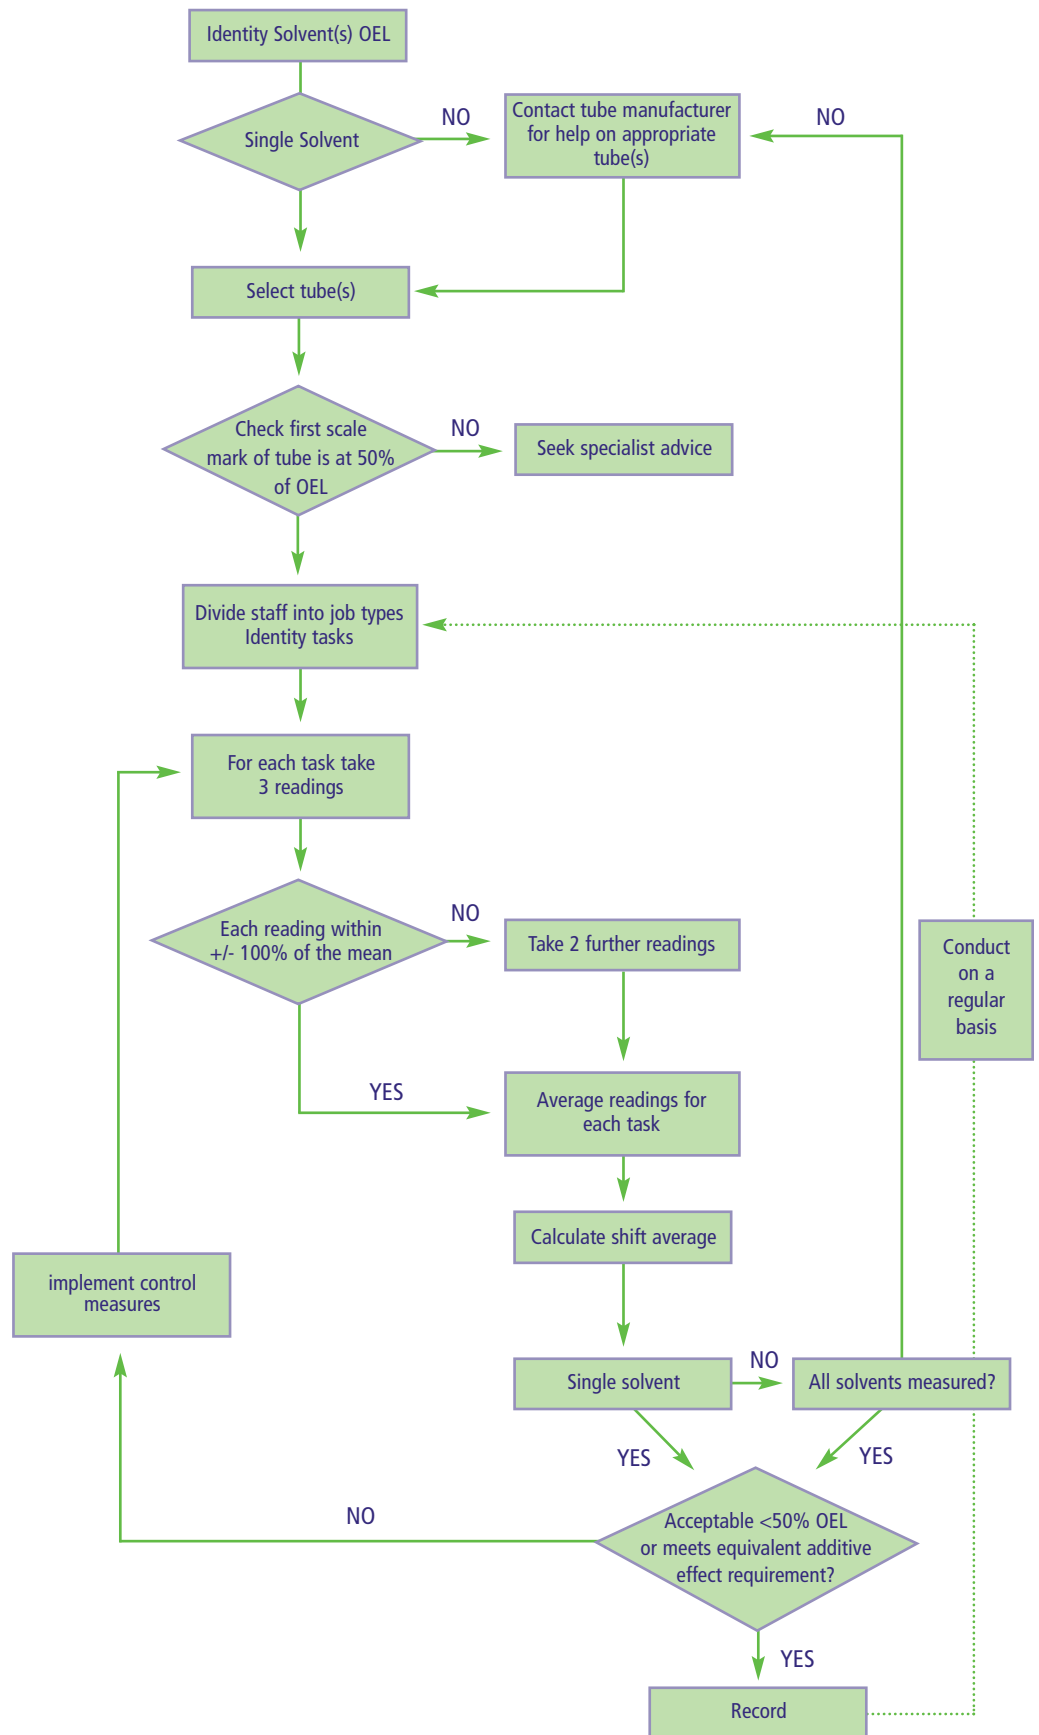 Identity Solvent(s) OEL
NO
Contact tube manufacturer
for help on appropriate
tube(s)
NO
Single Solvent
Select tube(s)
Check first scale
mark of tube is at 50%
of OEL
NO
Seek specialist advice
Divide staff into job types
Identity tasks
For each task take
3 readings
Each reading within
+/- 100% of the mean
NO
Take 2 further readings
Conduct
on a
regular
basis
YES
Average readings for
each task
Calculate shift average
implement control
measures
Single solvent
NO
All solvents measured?
YES
YES
NO
Acceptable <50% OEL
or meets equivalent additive
effect requirement?
YES
Record